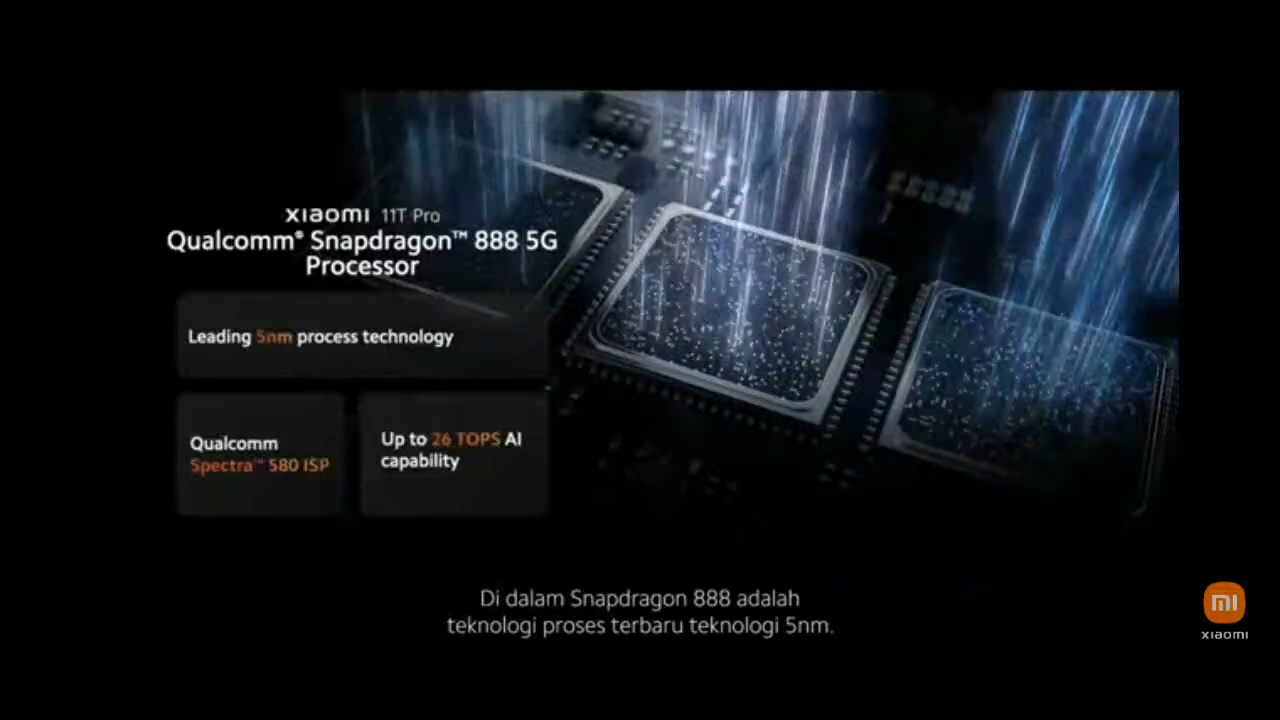 xiaomi 11T Pro
Qualcomm® Snapdragon™ 888 5G
Processor
Leading 5nm process technology
Qualcomm
Spectra™ 580 ISP
Up to 26 TOPS AI
capability
Di dalam Snapdragon 888 adalah
teknologi proses terbaru teknologi 5nm.
mi
xiaomi